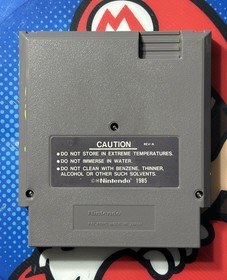 CAUTION REV-A
• DO NOT STORE IN EXTREME TEMPERATURES.
• DO NOT IMMERSE IN WATER.
• DO NOT CLEAN WITH BENZENE, THINNER,
ALCOHOL OR OTHER SUCH SOLVENTS.
©Nintendo 1985
Nintendo